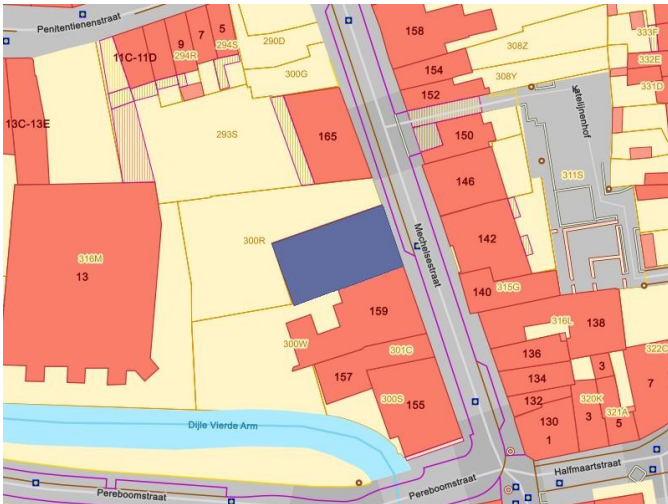 Penitentienenstraat
290D
294S
5
7
9
294R
11C-11D
300G
158
308Z
154
308Y
152
333F
332E
331D
13C-13E
293S
165
150
146
311S
Mechelsestraat
142
300R
316M
13
140
315G
159
316L
138
300W
301C
136
322C
157
134
3
7
300S
132
320K
155
130
3
321A
5
1
Dijle Vierde Arm
Halfmaartstraat
Pereboomstraat
Pereboomstraat